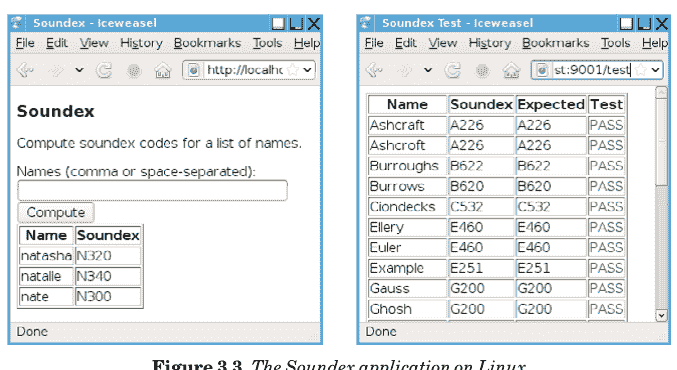 Soundex - Iceweasel
File Edit View History Bookmarks Tools Help
http://localhc
Soundex
Compute soundex codes for a list of names.
Names (comma or space-separated):
Compute
Name Soundex
natasha N320
natalie N340
nate N300
Done
Soundex Test - Iceweasel
File Edit View History Bookmarks Tools Help
st:9001/test
Name Soundex Expected Test
Ashcraft A226 A226 PASS
Ashcroft A226 A226 PASS
Burroughs B622 B622 PASS
Burrows B620 B620 PASS
Ciondecks C532 C532 PASS
Ellery E460 E460 PASS
Euler E460 E460 PASS
Example E251 E251 PASS
Gauss G200 G200 PASS
Ghosh G200 G200 PASS
Done
Figure 3.3 The Soundex application on Linux